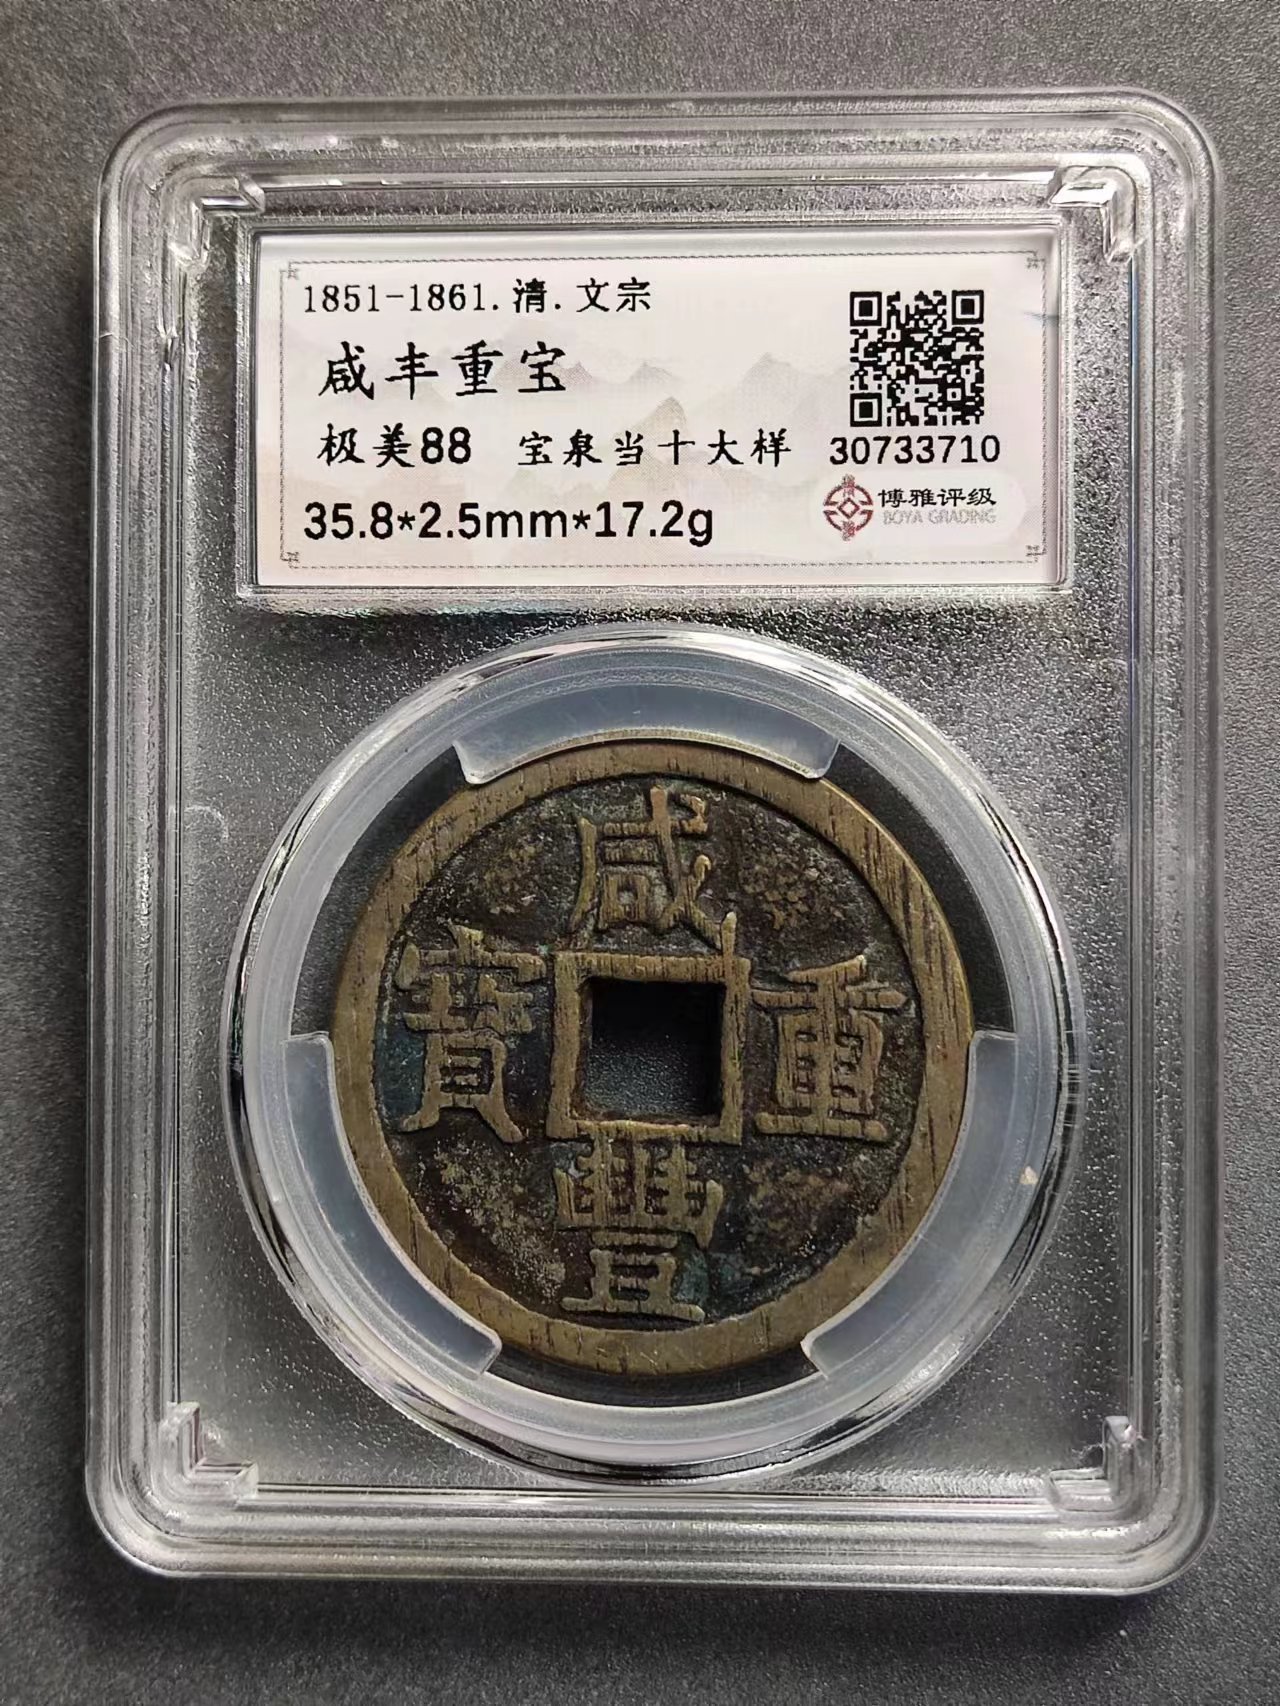 1851-1861.清.文宗
咸丰重宝
极美88 宝泉当十大样
30733710
35.8*2.5mm*17.2g
博雅评级
BOYA GRADING
咸
寶 重
豐